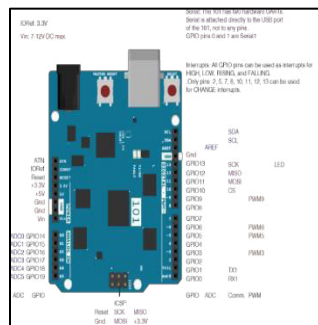 Serial: The 101 has two hardware UARTs.
Serial is attached directly to the USB port
of the 101, not to any pins.
GPIO pins 0 and 1 are Serial1
IORef: 3.3V
Vin: 7-12V DC max.
Interrupts: All GPIO pins can be used as interrupts for
HIGH, LOW, RISING, and FALLING.
Only pins 2, 5, 7, 8, 10, 11, 12, 13 can be used
for CHANGE interrupts.
MASTER RESET
SDA
SCL
AREF
Gnd
GPIO13 SCK LED
GPIO12 MISO
GPIO11 MOSI
GPIO10 CS
GPIO9 PWM9
GPIO8
GPIO7
GPIO6 PWM6
GPIO5 PWM5
GPIO4
GPIO3 PWM3
GPIO2
GPIO1 TX1
GPIO0 RX1
GPIO ADC Comm. PWM
ATN
IORef
Reset
+3.3V
+5V
Gnd
Gnd
Vin
101
ADC0 GPIO14
ADC1 GPIO15
ADC2 GPIO16
ADC3 GPIO17
ADC4 GPIO18
ADC5 GPIO19
ADC GPIO
ICSP:
Reset SCK MISO
Gnd MOSI +3.3V